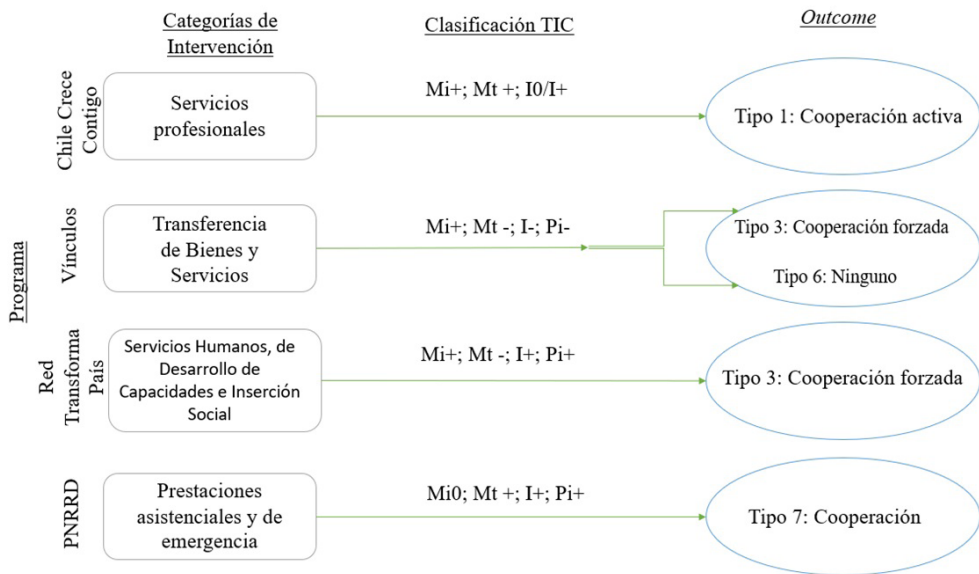 Categorías de
Intervención
Clasificación TIC
Outcome
Programa
Chile Crece
Contigo
Servicios
profesionales
Mi+; Mt +; I0/I+
Tipo 1: Cooperación activa
Vínculos
Transferencia
de Bienes y
Servicios
Mi+; Mt -; I-; Pi-
Tipo 3: Cooperación forzada
Tipo 6: Ninguno
Red
Transforma
País
Servicios Humanos, de
Desarrollo de
Capacidades e Inserción
Social
Mi+; Mt -; I+; Pi+
Tipo 3: Cooperación forzada
PNRRD
Prestaciones
asistenciales y de
emergencia
Mi0; Mt +; I+; Pi+
Tipo 7: Cooperación